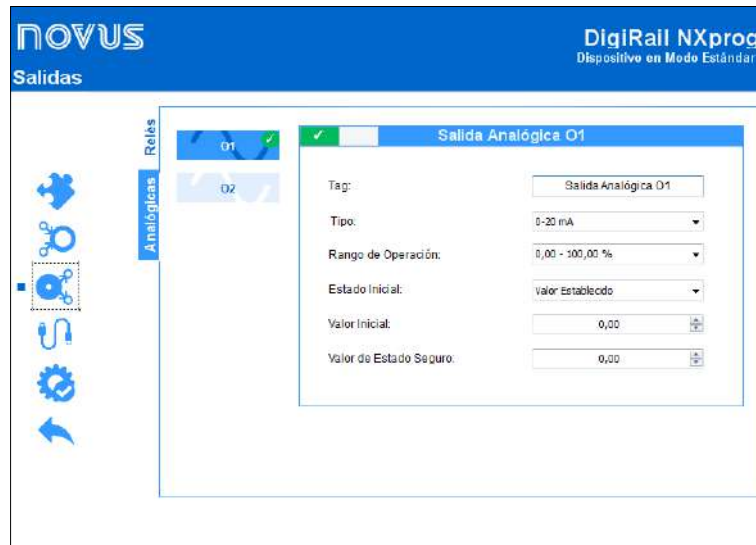 NOVUS
DigiRail NXprog
Dispositivo en Modo Estándar
Salidas
Relés
Analógicas
O1
O2
Salida Analógica O1
Tag: Salida Analógica O1
Tipo: 0-20 mA
Rango de Operación: 0,00 - 100,00 %
Estado Inicial: Valor Establecido
Valor Inicial: 0,00
Valor de Estado Seguro: 0,00